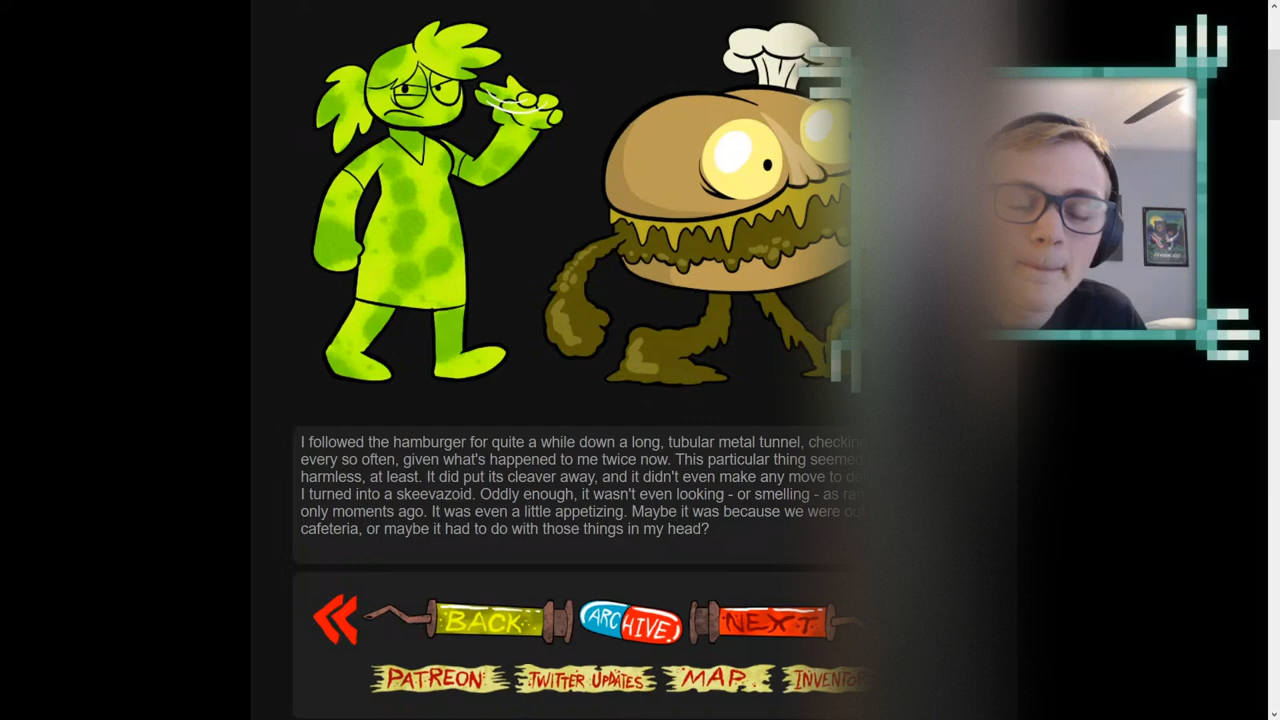 I followed the hamburger for quite a while down a long, tubular metal tunnel, checking
every so often, given what's happened to me twice now. This particular thing seemed
harmless, at least. It did put its cleaver away, and it didn't even make any move to
I turned into a skeevazoid. Oddly enough, it wasn't even looking - or smelling - as
only moments ago. It was even a little appetizing. Maybe it was because we were
cafeteria, or maybe it had to do with those things in my head?
BACK ARCHIVE NEXT
PATREON TWITTER UPDATES MAP